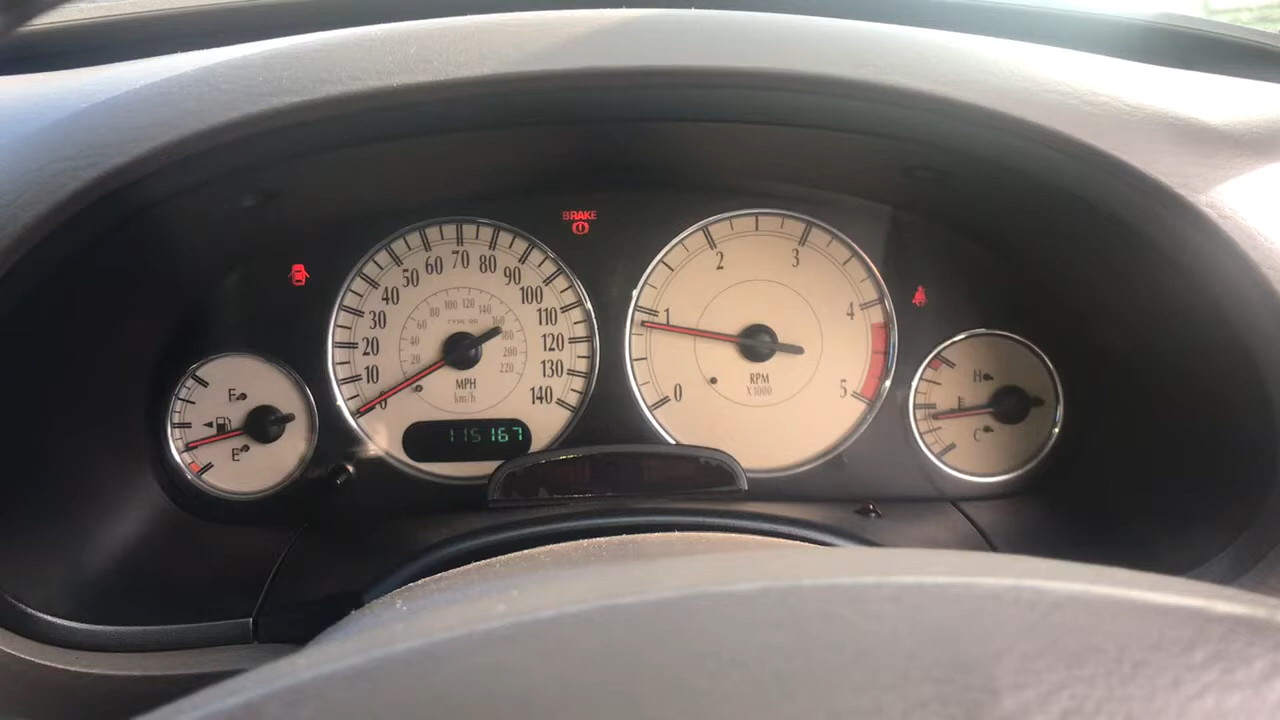 BRAKE
10 20 30 40 50 60 70 80 90 100 110 120 130 140
20 40 60 80 100 120 140 160 180 200 220
MPH
km/h
115167
0 1 2 3 4 5
RPM
X 1000
F
E
H
C